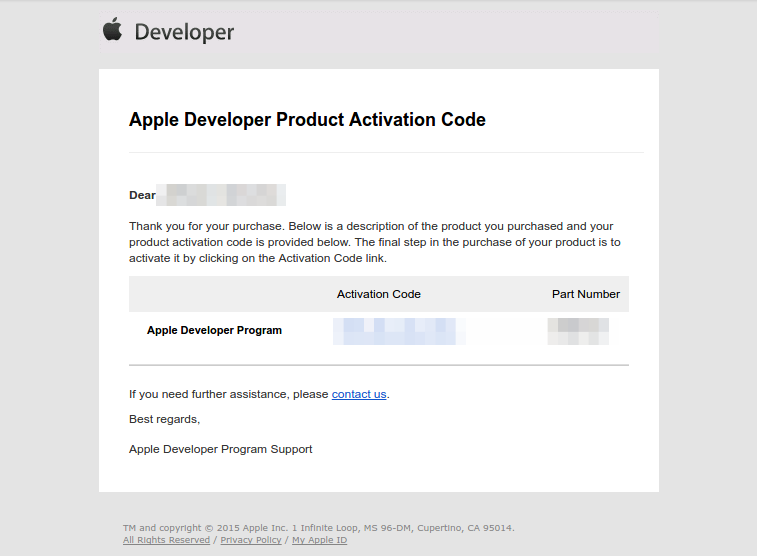 Developer
Apple Developer Product Activation Code
Dear
Thank you for your purchase. Below is a description of the product you purchased and your
product activation code is provided below. The final step in the purchase of your product is to
activate it by clicking on the Activation Code link.
Activation Code Part Number
Apple Developer Program
If you need further assistance, please contact us.
Best regards,
Apple Developer Program Support
TM and copyright © 2015 Apple Inc. 1 Infinite Loop, MS 96-DM, Cupertino, CA 95014.
All Rights Reserved / Privacy Policy / My Apple ID